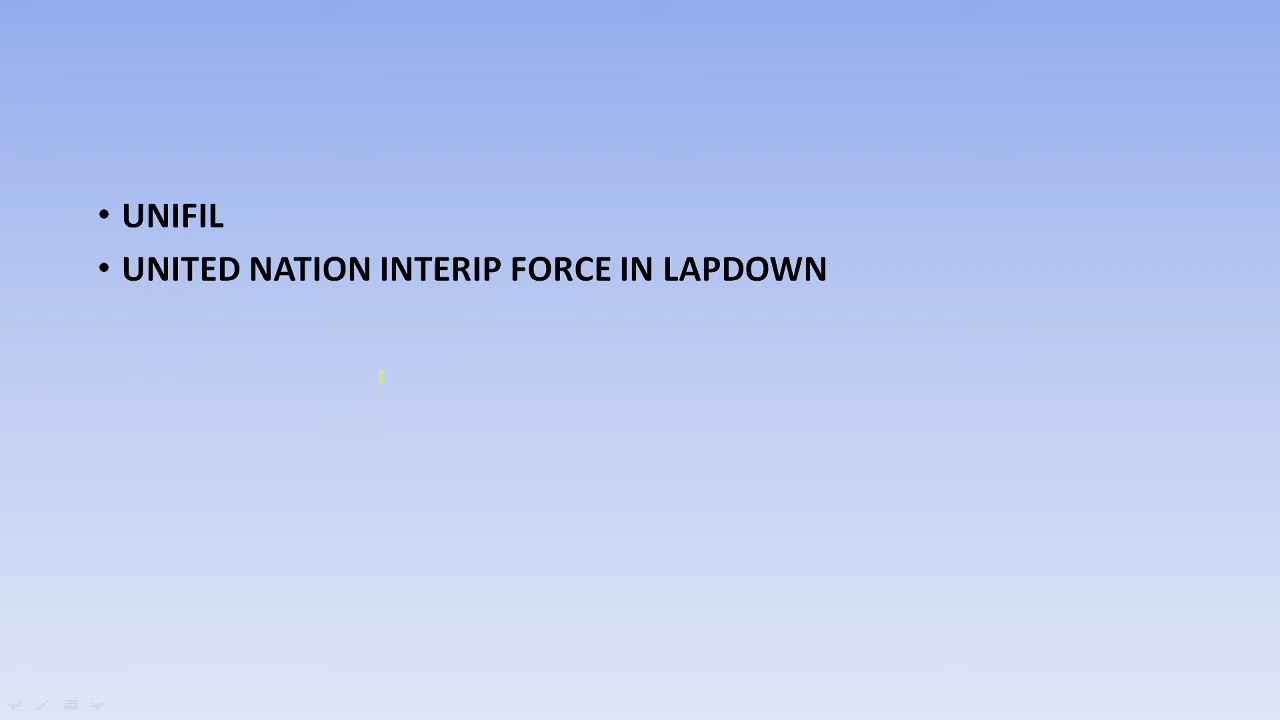 • UNIFIL
• UNITED NATION INTERIP FORCE IN LAPDOWN